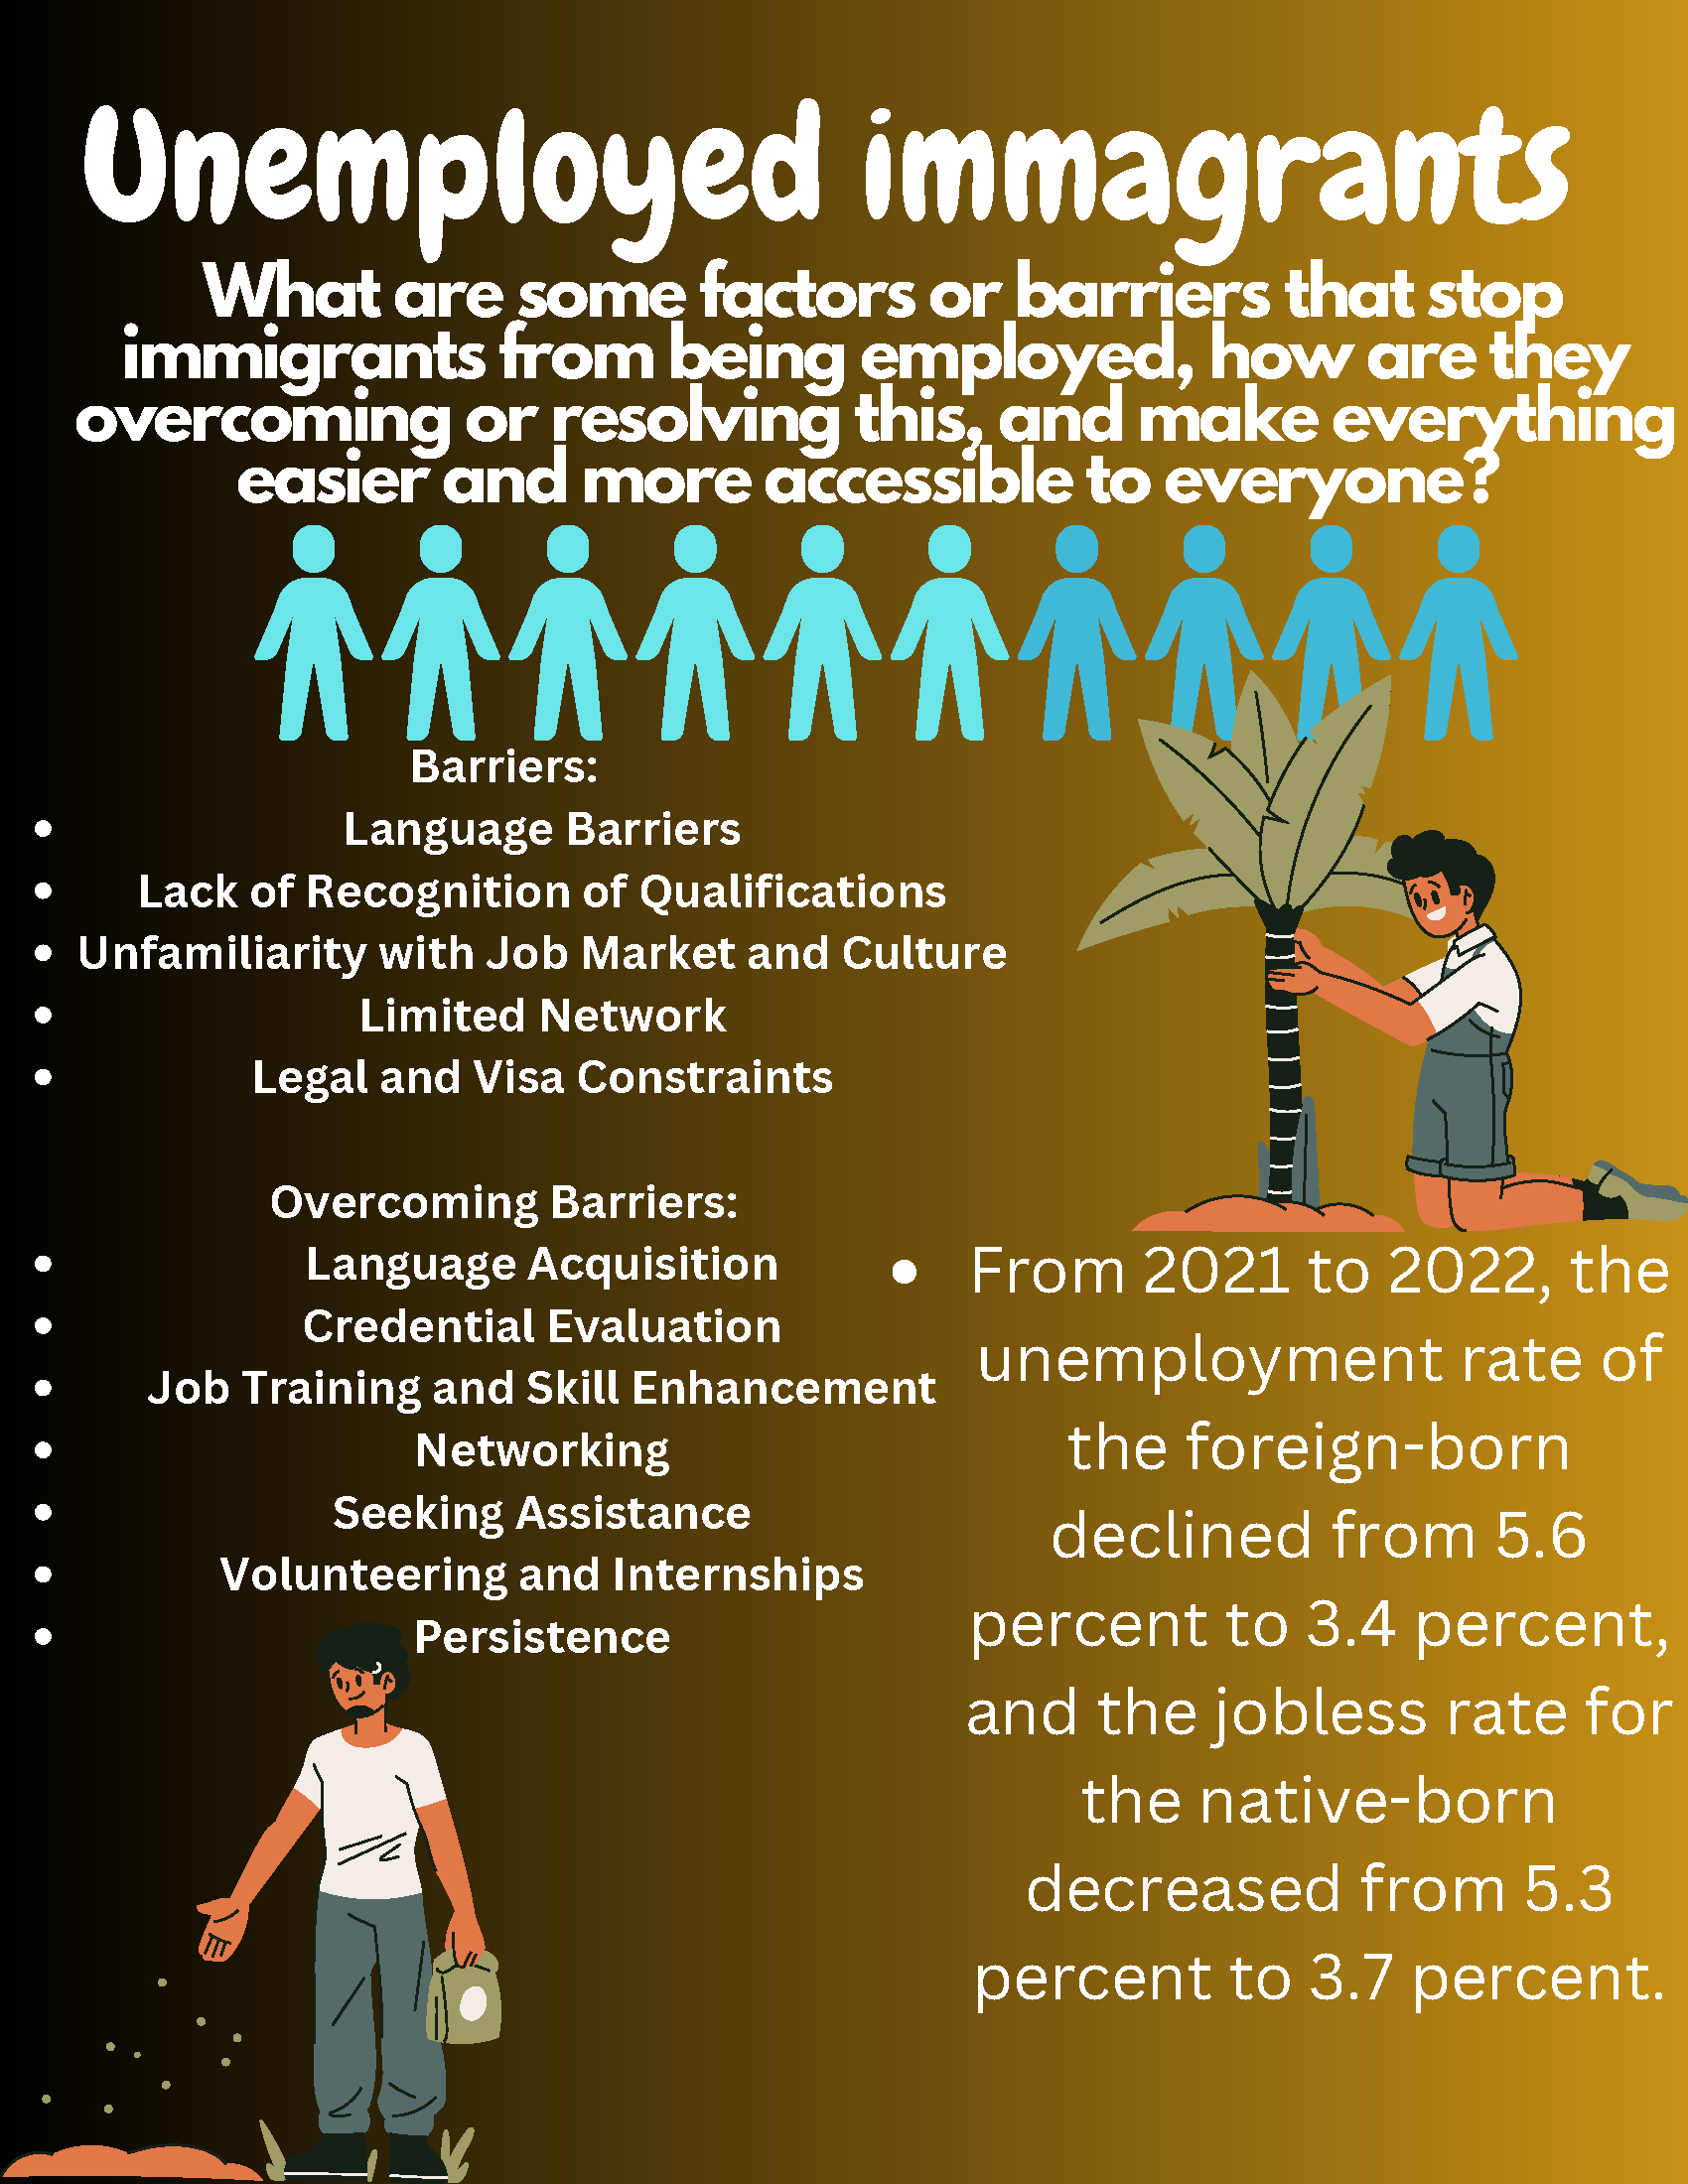 Unemployed immagrants
What are some factors or barriers that stop
immigrants from being employed, how are they
overcoming or resolving this, and make everything
easier and more accessible to everyone?
Barriers:
• Language Barriers
• Lack of Recognition of Qualifications
• Unfamiliarity with Job Market and Culture
• Limited Network
• Legal and Visa Constraints
Overcoming Barriers:
• Language Acquisition
• Credential Evaluation
• Job Training and Skill Enhancement
• Networking
• Seeking Assistance
• Volunteering and Internships
• Persistence
• From 2021 to 2022, the
unemployment rate of
the foreign-born
declined from 5.6
percent to 3.4 percent,
and the jobless rate for
the native-born
decreased from 5.3
percent to 3.7 percent.